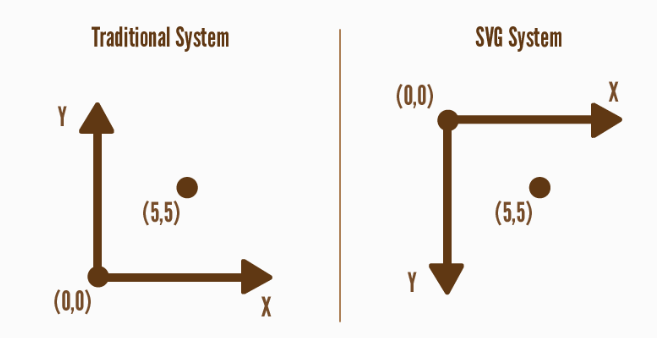 Traditional System
Y
(5,5)
(0,0)
X
SVG System
(0,0)
X
(5,5)
Y